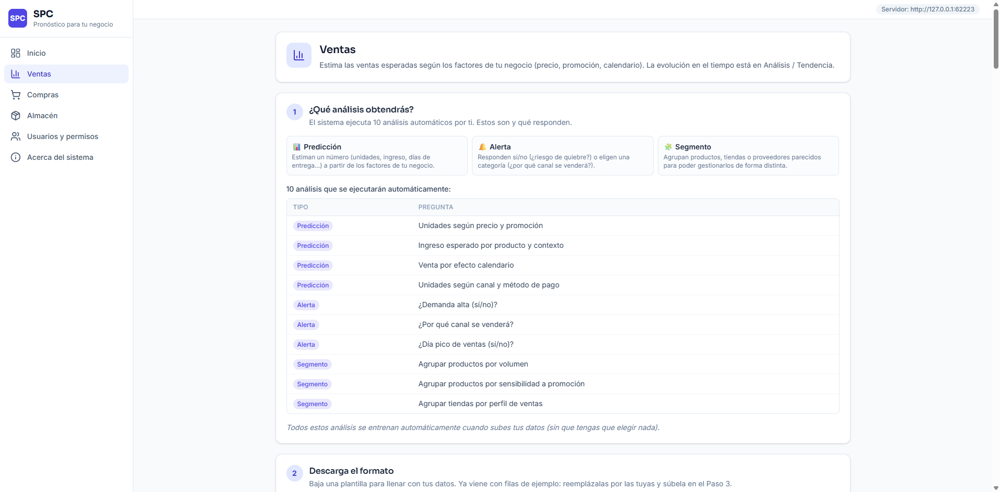 SPC
SPC
Pronóstico para tu negocio
Servidor: http://127.0.0.1:62223
Inicio
Ventas
Compras
Almacén
Usuarios y permisos
Acerca del sistema
Ventas
Estima las ventas esperadas según los factores de tu negocio (precio, promoción, calendario). La evolución en el tiempo está en Análisis / Tendencia.
1
¿Qué análisis obtendrás?
El sistema ejecuta 10 análisis automáticos por ti. Estos son y qué responden.
Predicción
Estiman un número (unidades, ingreso, días de
entrega...) a partir de los factores de tu negocio.
Alerta
Responden sí/no (¿riesgo de quiebre?) o eligen una
categoría (¿por qué canal se venderá?).
Segmento
Agrupan productos, tiendas o proveedores parecidos
para poder gestionarlos de forma distinta.
10 análisis que se ejecutarán automáticamente:
TIPO PREGUNTA
Predicción Unidades según precio y promoción
Predicción Ingreso esperado por producto y contexto
Predicción Venta por efecto calendario
Predicción Unidades según canal y método de pago
Alerta ¿Demanda alta (sí/no)?
Alerta ¿Por qué canal se venderá?
Alerta ¿Día pico de ventas (sí/no)?
Segmento Agrupar productos por volumen
Segmento Agrupar productos por sensibilidad a promoción
Segmento Agrupar tiendas por perfil de ventas
Todos estos análisis se entrenan automáticamente cuando subes tus datos (sin que tengas que elegir nada).
2
Descarga el formato
Baja una plantilla para llenar con tus datos. Ya viene con filas de ejemplo: reemplázalas por las tuyas y súbela en el Paso 3.